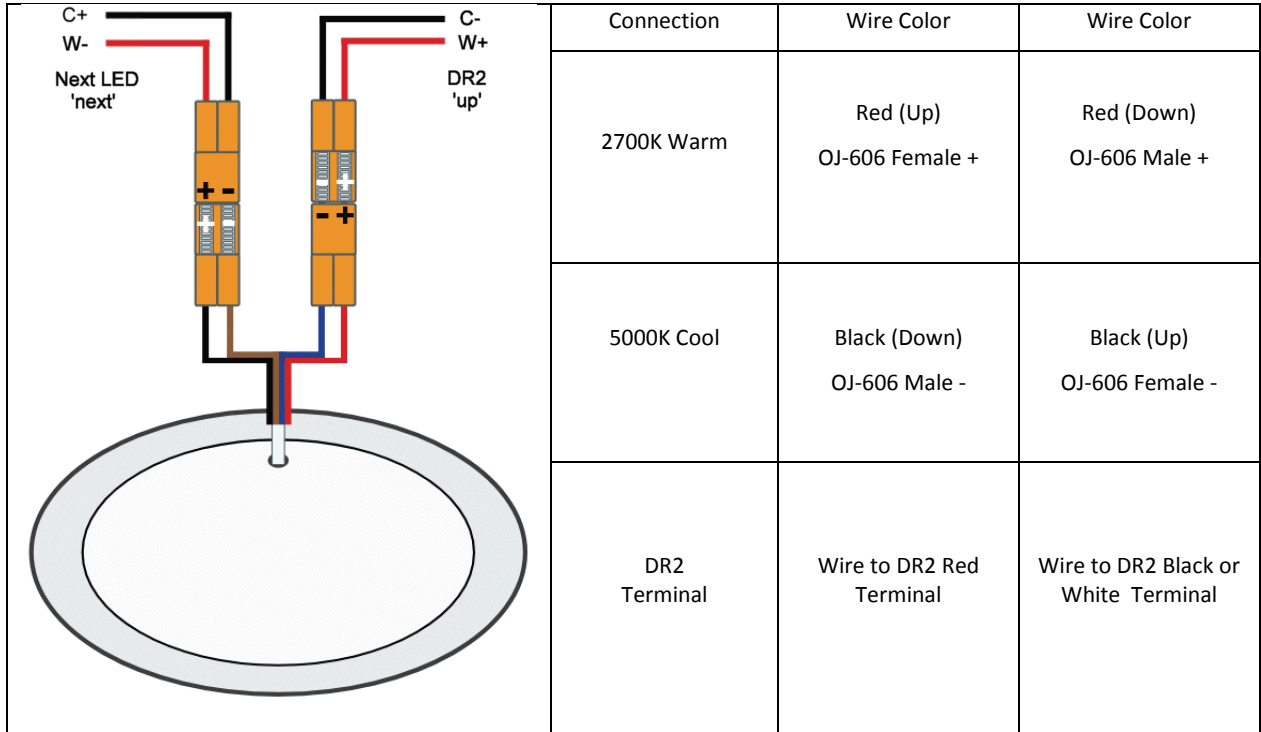 C+
W-
Next LED
'next'
C-
W+
DR2
'up'
+ -
+ -
- +
- +
Connection
Wire Color
Wire Color
2700K Warm
Red (Up)
OJ-606 Female +
Red (Down)
OJ-606 Male +
5000K Cool
Black (Down)
OJ-606 Male -
Black (Up)
OJ-606 Female -
DR2
Terminal
Wire to DR2 Red
Terminal
Wire to DR2 Black or
White Terminal